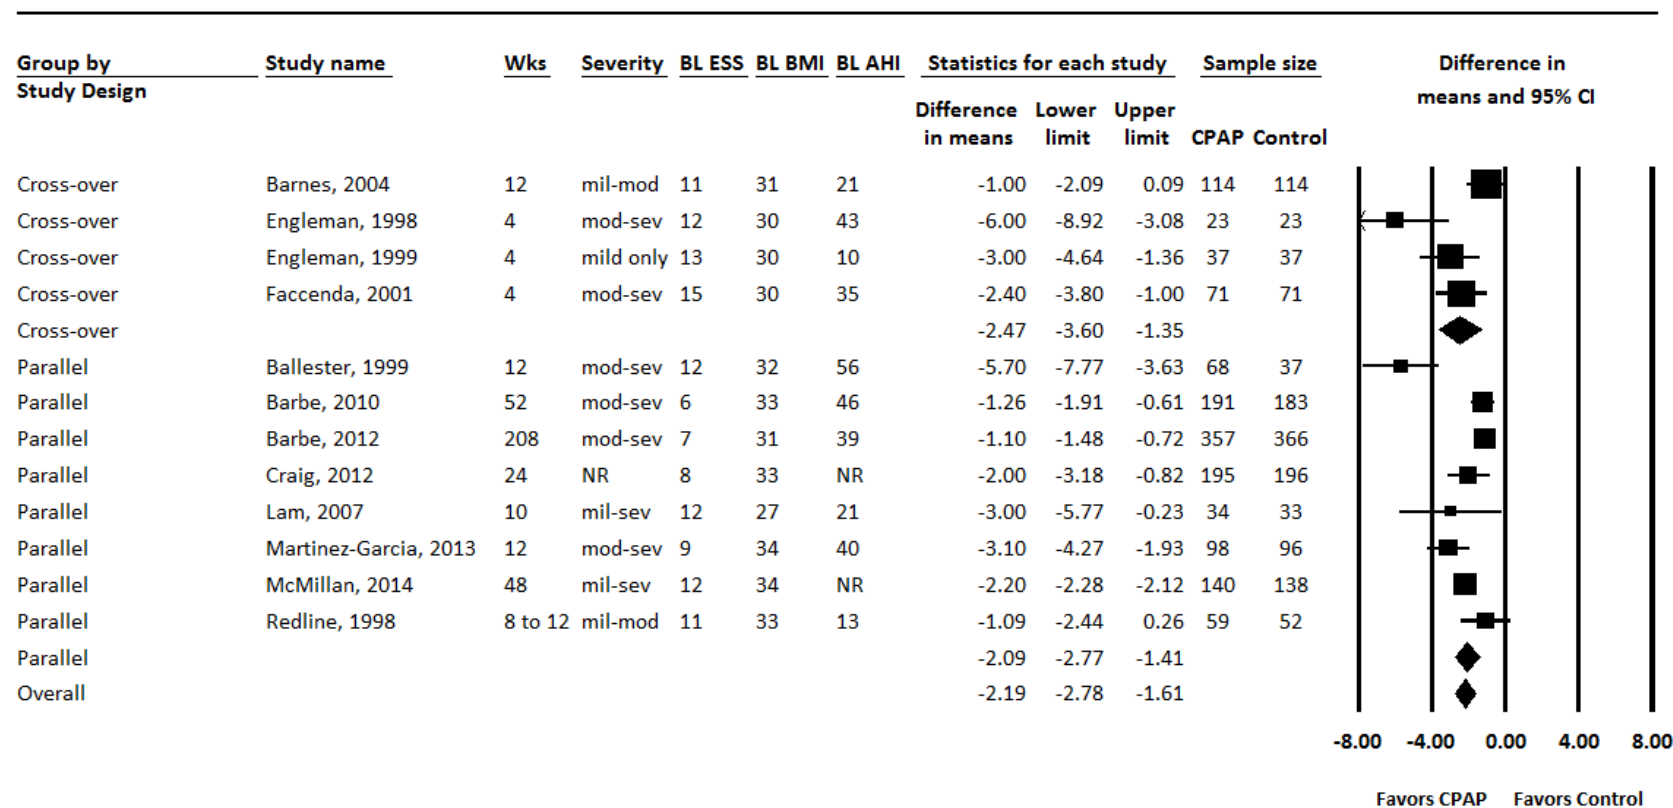 Group by Study name Wks Severity BL ESS BL BMI BL AHI Statistics for each study Sample size Difference in
Study Design means and 95% CI
Difference Lower Upper
in means limit limit CPAP Control
Cross-over Barnes, 2004 12 mil-mod 11 31 21 -1.00 -2.09 0.09 114 114
Cross-over Engleman, 1998 4 mod-sev 12 30 43 -6.00 -8.92 -3.08 23 23
Cross-over Engleman, 1999 4 mild only 13 30 10 -3.00 -4.64 -1.36 37 37
Cross-over Faccenda, 2001 4 mod-sev 15 30 35 -2.40 -3.80 -1.00 71 71
Cross-over -2.47 -3.60 -1.35
Parallel Ballester, 1999 12 mod-sev 12 32 56 -5.70 -7.77 -3.63 68 37
Parallel Barbe, 2010 52 mod-sev 6 33 46 -1.26 -1.91 -0.61 191 183
Parallel Barbe, 2012 208 mod-sev 7 31 39 -1.10 -1.48 -0.72 357 366
Parallel Craig, 2012 24 NR 8 33 NR -2.00 -3.18 -0.82 195 196
Parallel Lam, 2007 10 mil-sev 12 27 21 -3.00 -5.77 -0.23 34 33
Parallel Martinez-Garcia, 2013 12 mod-sev 9 34 40 -3.10 -4.27 -1.93 98 96
Parallel McMillan, 2014 48 mil-sev 12 34 NR -2.20 -2.28 -2.12 140 138
Parallel Redline, 1998 8 to 12 mil-mod 11 33 13 -1.09 -2.44 0.26 59 52
Parallel -2.09 -2.77 -1.41
Overall -2.19 -2.78 -1.61
-8.00 -4.00 0.00 4.00 8.00
Favors CPAP Favors Control